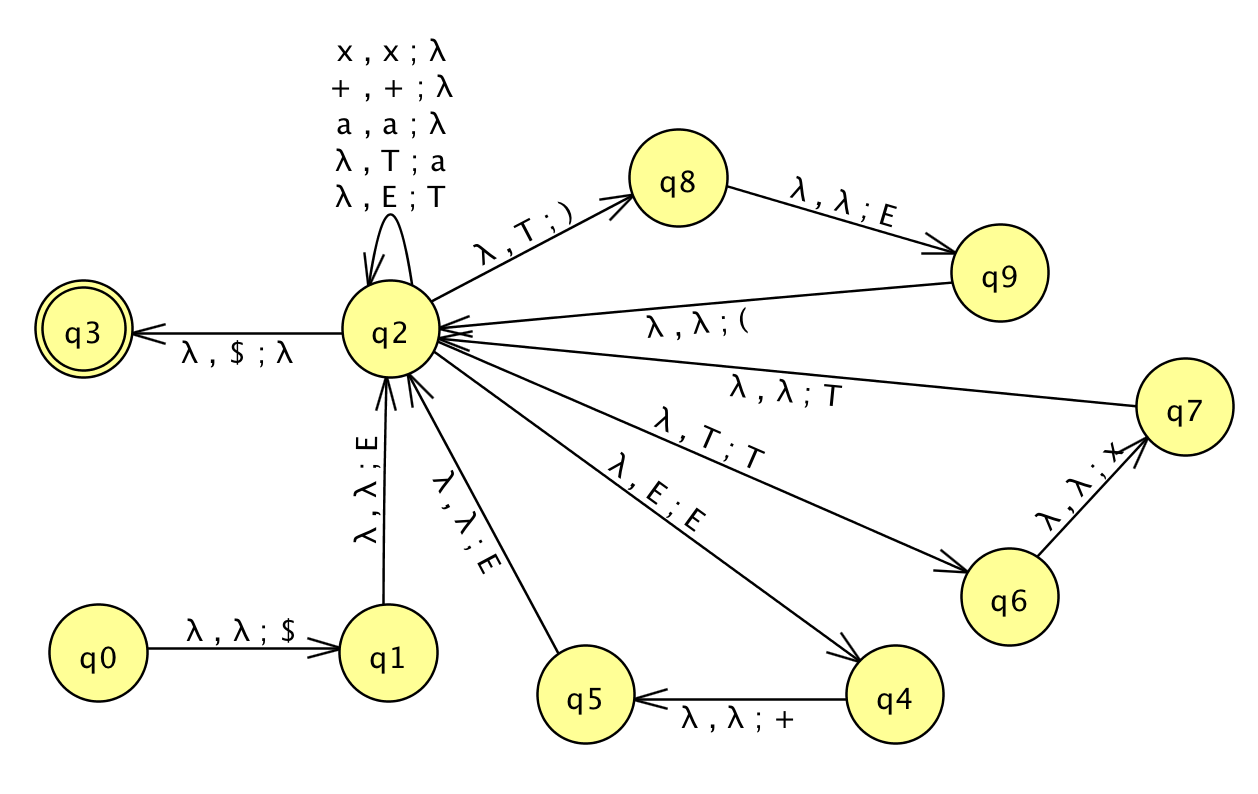 x , x ; λ
+ , + ; λ
a , a ; λ
λ , T ; a
λ , E ; T
q8
λ , T ; )
λ , λ ; E
q9
q3
q2
λ , $ ; λ
λ , λ ; (
λ , λ ; T
q7
λ , T ; T
λ , λ ; E
λ , λ ; E
λ , E ; E
λ , λ ; x
q6
q0
λ , λ ; $
q1
q5
λ , λ ; +
q4